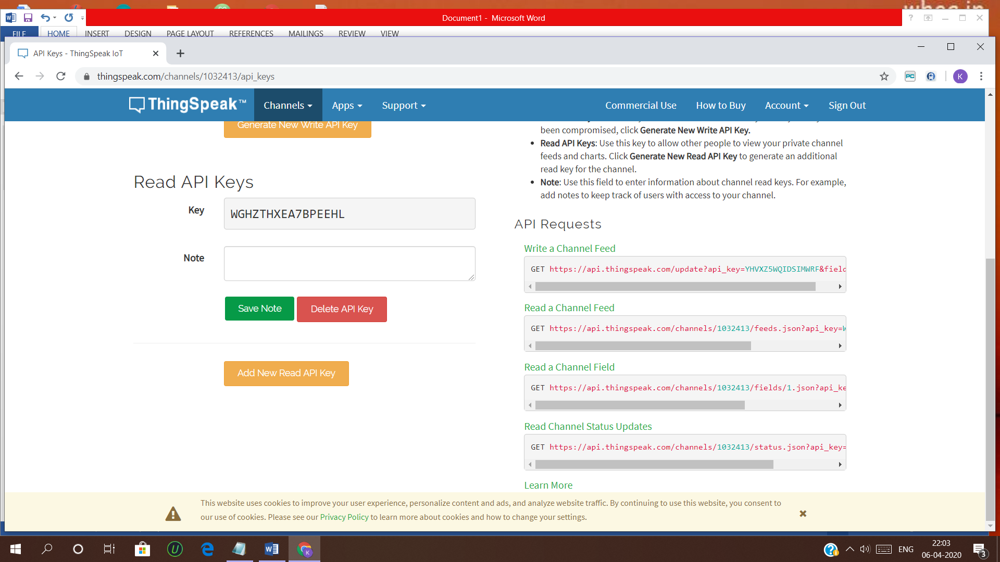 Document1 - Microsoft Word
FILE HOME INSERT DESIGN PAGE LAYOUT REFERENCES MAILINGS REVIEW VIEW
API Keys - ThingSpeak IoT
thingspeak.com/channels/1032413/api_keys
K
ThingSpeak™ Channels Apps Support Commercial Use How to Buy Account Sign Out
Generate New Write API Key
Read API Keys
Key
WGHZTHXEA7BPEEHL
Note
Save Note Delete API Key
Add New Read API Key
been compromised, click Generate New Write API Key.
• Read API Keys: Use this key to allow other people to view your private channel
feeds and charts. Click Generate New Read API Key to generate an additional
read key for the channel.
• Note: Use this field to enter information about channel read keys. For example,
add notes to keep track of users with access to your channel.
API Requests
Write a Channel Feed
GET https://api.thingspeak.com/update?api_key=YHVXZ5WQIDSIMWRF&field
Read a Channel Feed
GET https://api.thingspeak.com/channels/1032413/feeds.json?api_key=W
Read a Channel Field
GET https://api.thingspeak.com/channels/1032413/fields/1.json?api_ke
Read Channel Status Updates
GET https://api.thingspeak.com/channels/1032413/status.json?api_key=
Learn More
This website uses cookies to improve your user experience, personalize content and ads, and analyze website traffic. By continuing to use this website, you consent to
our use of cookies. Please see our Privacy Policy to learn more about cookies and how to change your settings.
ENG
22:03
06-04-2020
3